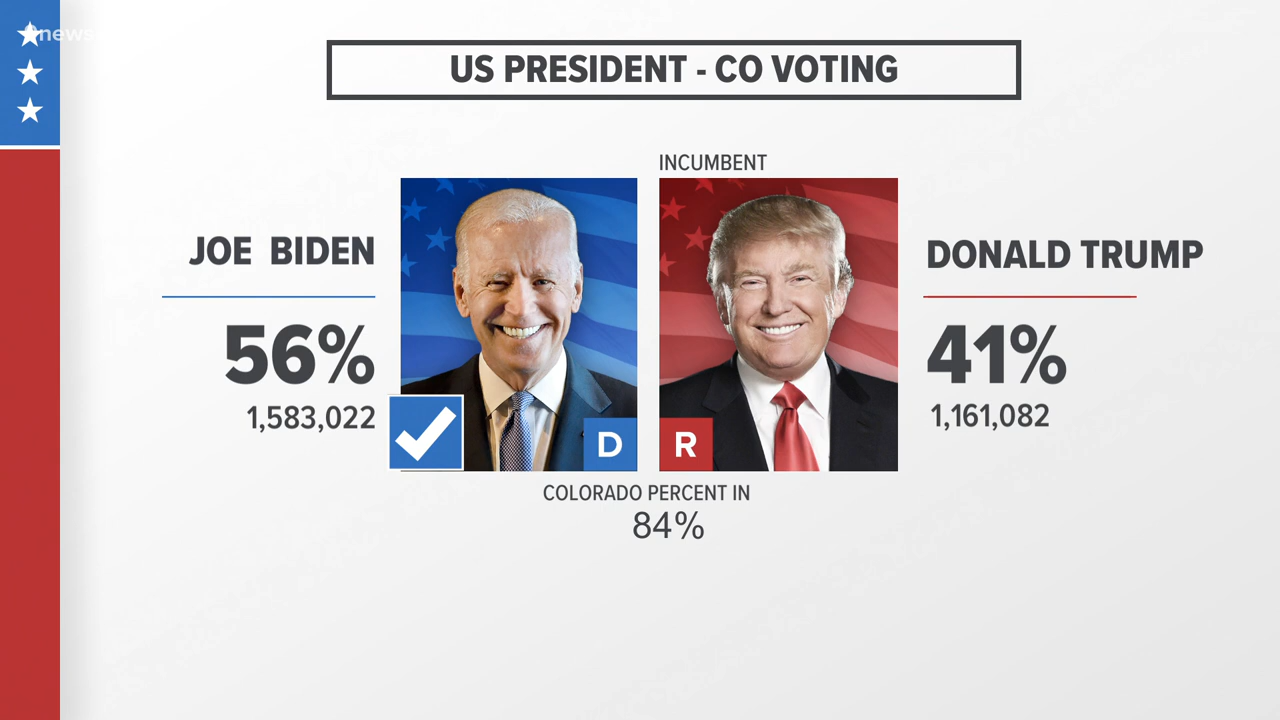 9news
US PRESIDENT - CO VOTING
INCUMBENT
JOE BIDEN
DONALD TRUMP
56%
41%
1,583,022
1,161,082
D
R
COLORADO PERCENT IN
84%